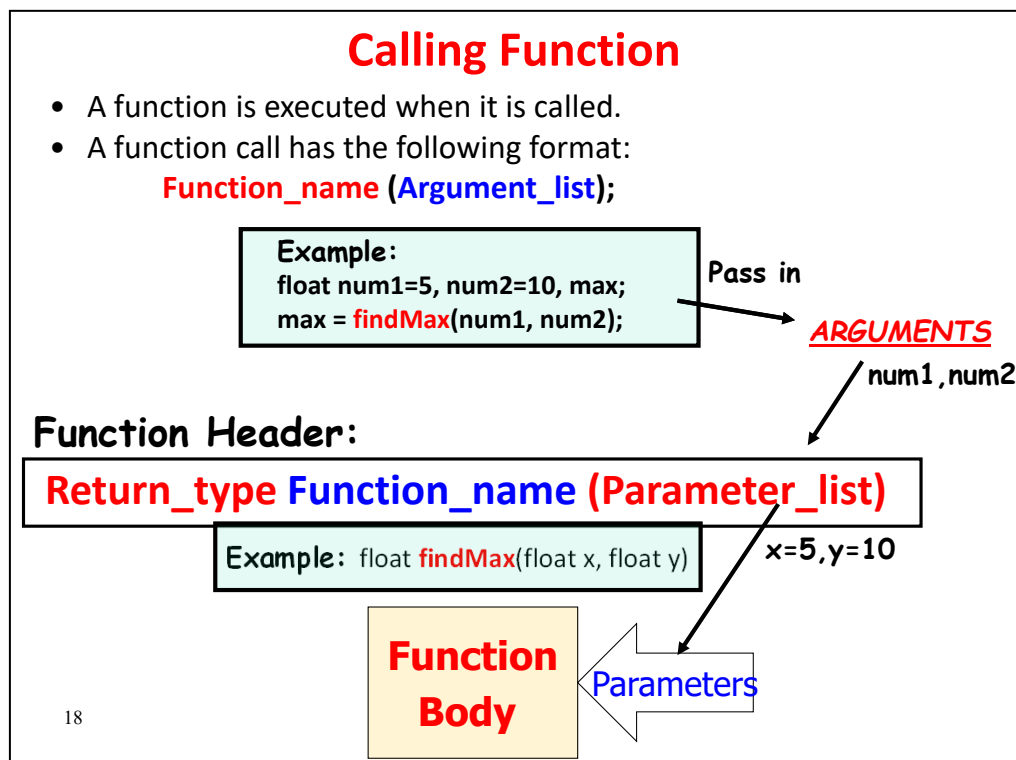 Calling Function
• A function is executed when it is called.
• A function call has the following format:
Function_name (Argument_list);
Example:
float num1=5, num2=10, max;
max = findMax(num1, num2);
Pass in
ARGUMENTS
num1,num2
Function Header:
Return_type Function_name (Parameter_list)
Example: float findMax(float x, float y)
x=5,y=10
Function
Body
Parameters
18